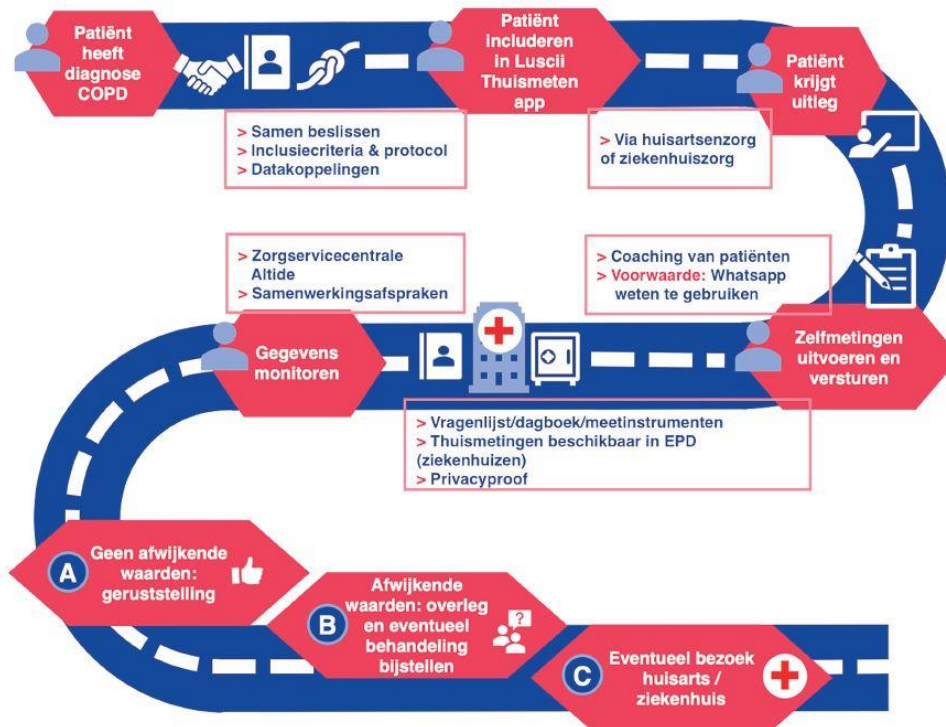 Patiënt
heeft
diagnose
COPD
Patiënt
includeren
in Luscii
Thuismeten
app
Patiënt
krijgt
uitleg
> Samen beslissen
> Inclusiecriteria & protocol
> Datakoppelingen
> Via huisartsenzorg
of ziekenhuiszorg
> Coaching van patiënten
> Voorwaarde: Whatsapp
weten te gebruiken
Zelfmetingen
uitvoeren en
versturen
> Vragenlijst/dagboek/meetinstrumenten
> Thuismetingen beschikbaar in EPD
(ziekenhuizen)
> Privacyproof
> Zorgservicecentrale
Altide
> Samenwerkingsafspraken
Gegevens
monitoren
A
Geen afwijkende
waarden:
geruststelling
B
Afwijkende
waarden: overleg
en eventueel
behandeling
bijstellen
?
C
Eventueel bezoek
huisarts /
ziekenhuis